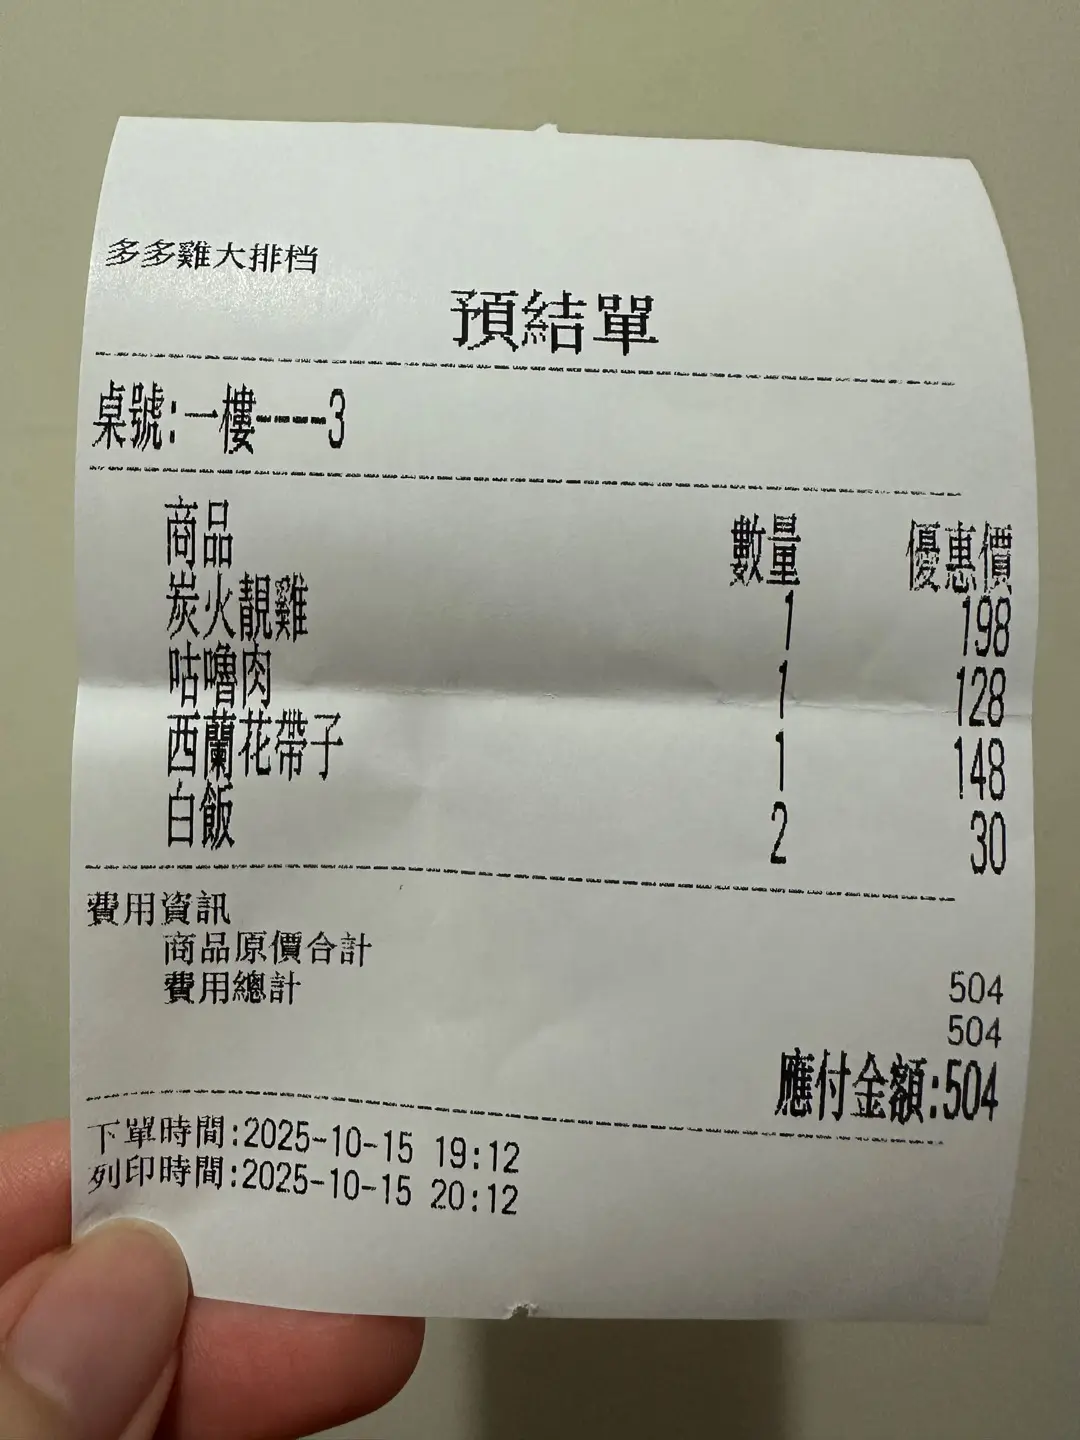 多多雞大排档
預結單
桌號:一樓---3
商品 數量 優惠價
炭火靚雞 1 198
咕嚕肉 1 128
西蘭花帶子 1 148
白飯 2 30
費用資訊
商品原價合計 504
費用總計 504
應付金額:504
下單時間:2025-10-15 19:12
列印時間:2025-10-15 20:12